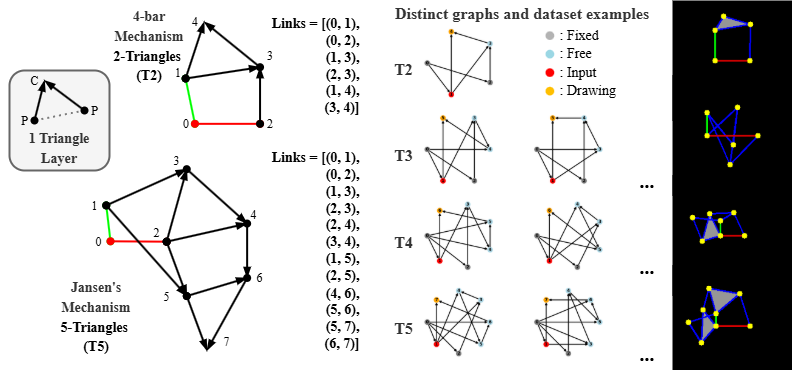 4-bar
Mechanism
2-Triangles
(T2)
4
3
1
0
2
Links = [(0, 1),
(0, 2),
(1, 3),
(2, 3),
(1, 4),
(3, 4)]
C
P
P
1 Triangle
Layer
3
1
4
2
0
6
5
7
Jansen's
Mechanism
5-Triangles
(T5)
Links = [(0, 1),
(0, 2),
(1, 3),
(2, 3),
(2, 4),
(3, 4),
(1, 5),
(2, 5),
(4, 6),
(5, 6),
(5, 7),
(6, 7)]
Distinct graphs and dataset examples
: Fixed
: Free
: Input
: Drawing
T2
T3
...
T4
...
T5
...